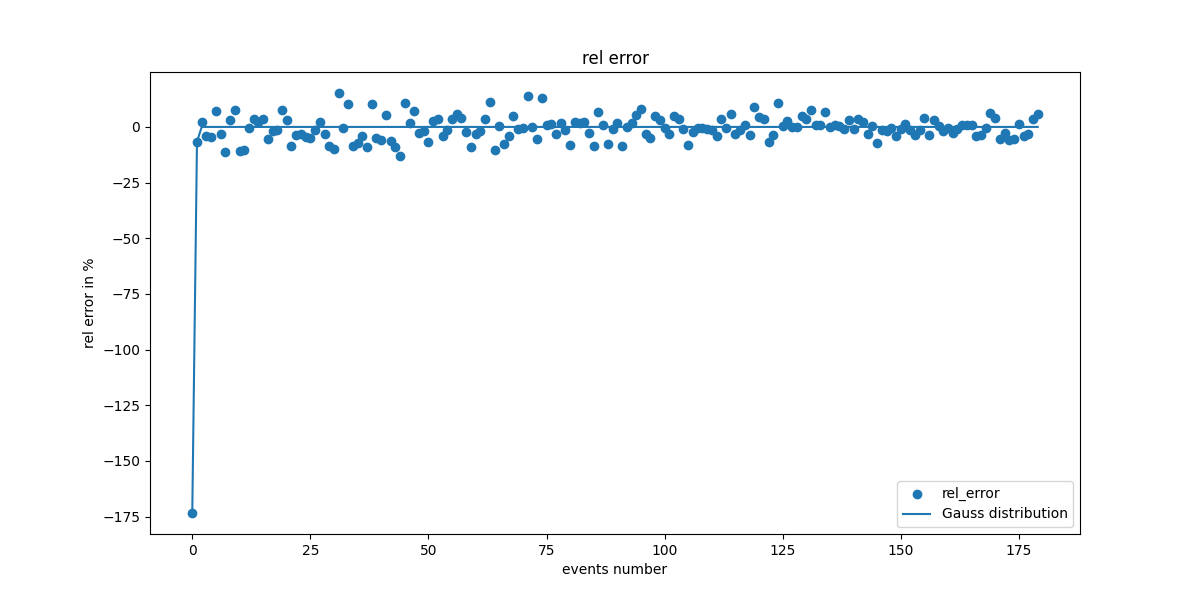 rel error
0
−25
−50
−75
−100
−125
−150
−175
rel error in %
rel_error
Gauss distribution
0 25 50 75 100 125 150 175
events number